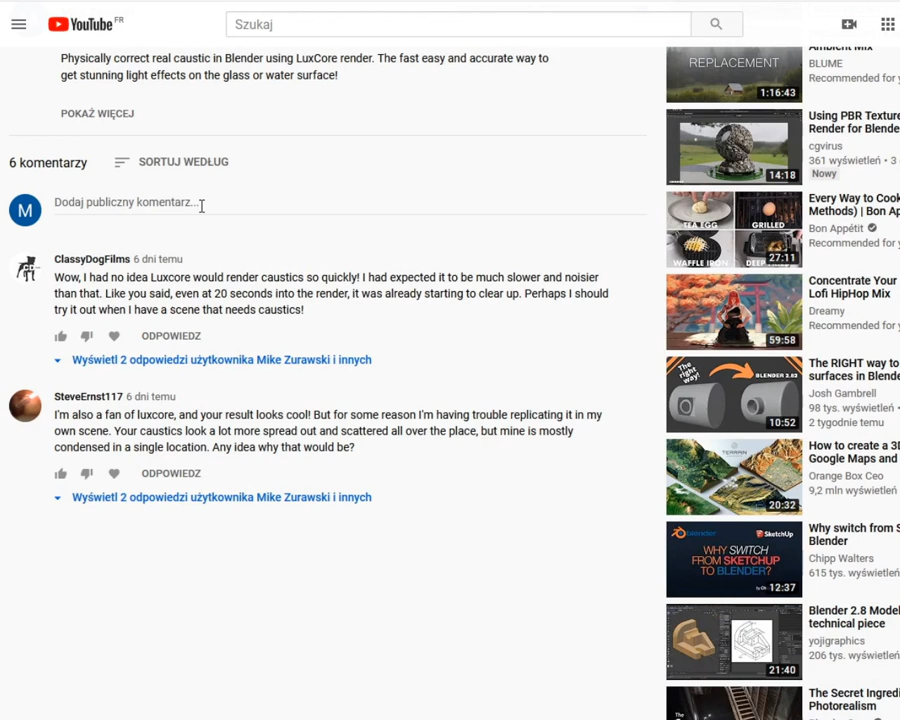 YouTube FR
Szukaj
Physically correct real caustic in Blender using LuxCore render. The fast easy and accurate way to
get stunning light effects on the glass or water surface!
POKAŻ WIĘCEJ
6 komentarzy
SORTUJ WEDŁUG
M
Dodaj publiczny komentarz...
ClassyDogFilms 6 dni temu
Wow, I had no idea Luxcore would render caustics so quickly! I had expected it to be much slower and noisier
than that. Like you said, even at 20 seconds into the render, it was already starting to clear up. Perhaps I should
try it out when I have a scene that needs caustics!
ODPOWIEDZ
Wyświetl 2 odpowiedzi użytkownika Mike Zurawski i innych
SteveErnst117 6 dni temu
I'm also a fan of luxcore, and your result looks cool! But for some reason I'm having trouble replicating it in my
own scene. Your caustics look a lot more spread out and scattered all over the place, but mine is mostly
condensed in a single location. Any idea why that would be?
ODPOWIEDZ
Wyświetl 2 odpowiedzi użytkownika Mike Zurawski i innych
REPLACEMENT
1:16:43
Ambient Mix
BLUME
Recommended for y
14:18
Using PBR Texture
Render for Blende
cgvirus
361 wyświetleń • 3
Nowy
TEA EGG
GRILLED
WAFFLE IRON
27:11
Every Way to Cook
Methods) | Bon Ap
Bon Appétit
Recommended for y
59:58
Concentrate Your
Lofi HipHop Mix
Dreamy
Recommended for y
The Right way!
BLENDER 2.82
10:52
The RIGHT way to
surfaces in Blende
Josh Gambrell
98 tys. wyświetleń •
2 tygodnie temu
TERRAIN
20:32
How to create a 3D
Google Maps and
Orange Box Ceo
9,2 mln wyświetleń
blender
SketchUp
WHY SWITCH
FROM SKETCHUP
TO BLENDER?
12:37
Why switch from S
Blender
Chipp Walters
615 tys. wyświetleń
21:40
Blender 2.8 Model
technical piece
yojigraphics
206 tys. wyświetleń
The Secret Ingredi
Photorealism